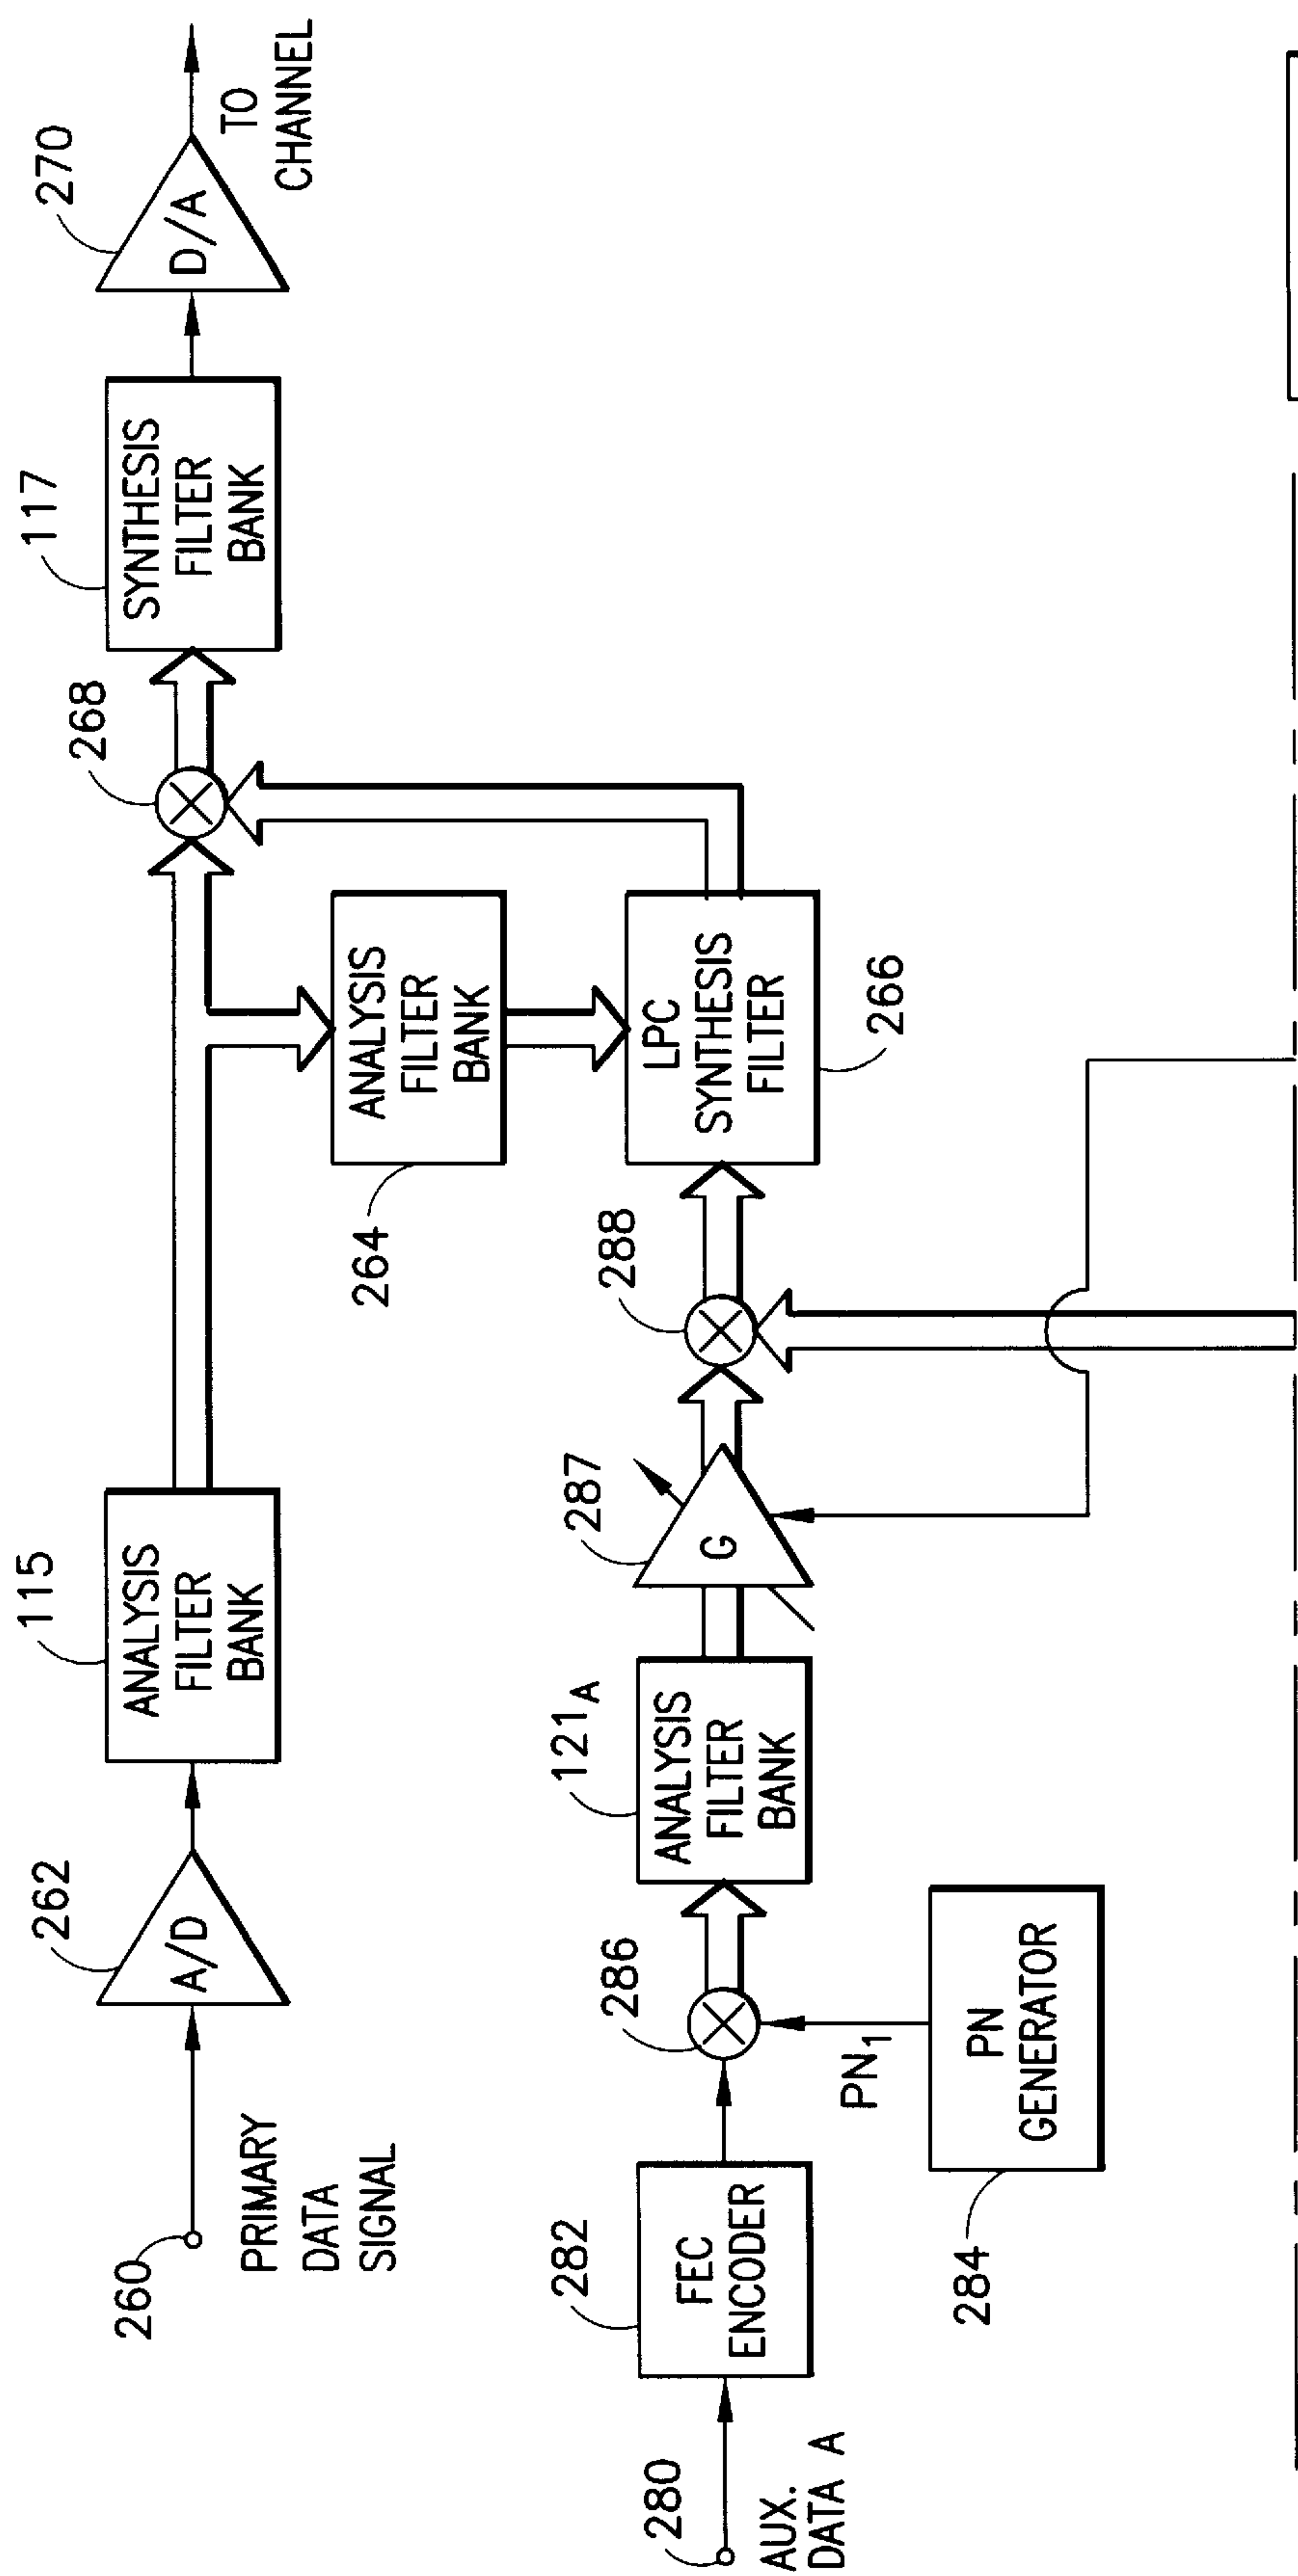 260
PRIMARY
DATA
SIGNAL
262
A/D
115
ANALYSIS
FILTER
BANK
268
117
SYNTHESIS
FILTER
BANK
270
D/A
TO
CHANNEL
264
ANALYSIS
FILTER
BANK
280
AUX.
DATA A
282
FEC
ENCODER
286
PN1
284
PN
GENERATOR
121A
ANALYSIS
FILTER
BANK
287
G
288
LPC
SYNTHESIS
FILTER
266